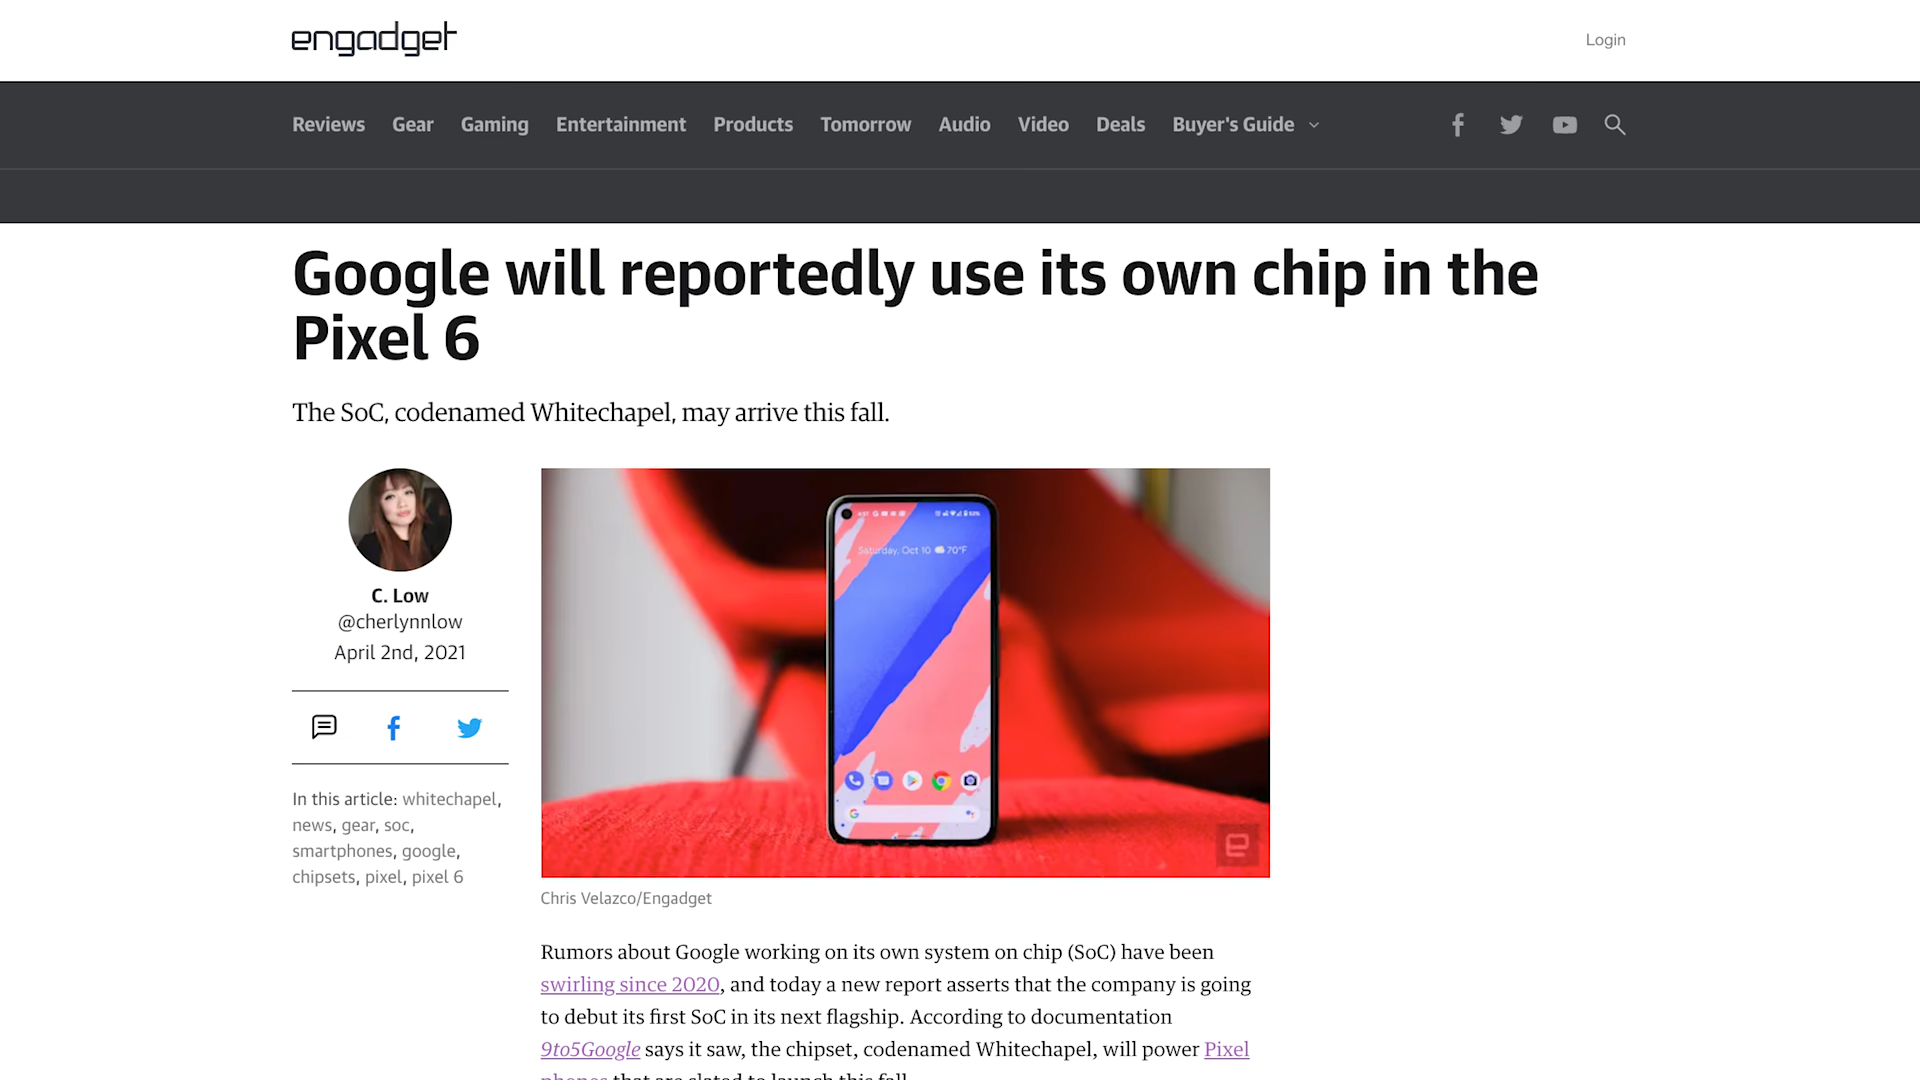 engadget
Login
Reviews Gear Gaming Entertainment Products Tomorrow Audio Video Deals Buyer's Guide
Google will reportedly use its own chip in the
Pixel 6
The SoC, codenamed Whitechapel, may arrive this fall.
C. Low
@cherlynnlow
April 2nd, 2021
In this article: whitechapel,
news, gear, soc,
smartphones, google,
chipsets, pixel, pixel 6
Saturday, Oct 10 70°F
Chris Velazco/Engadget
Rumors about Google working on its own system on chip (SoC) have been
swirling since 2020, and today a new report asserts that the company is going
to debut its first SoC in its next flagship. According to documentation
9to5Google says it saw, the chipset, codenamed Whitechapel, will power Pixel
phones that are slated to launch this fall.